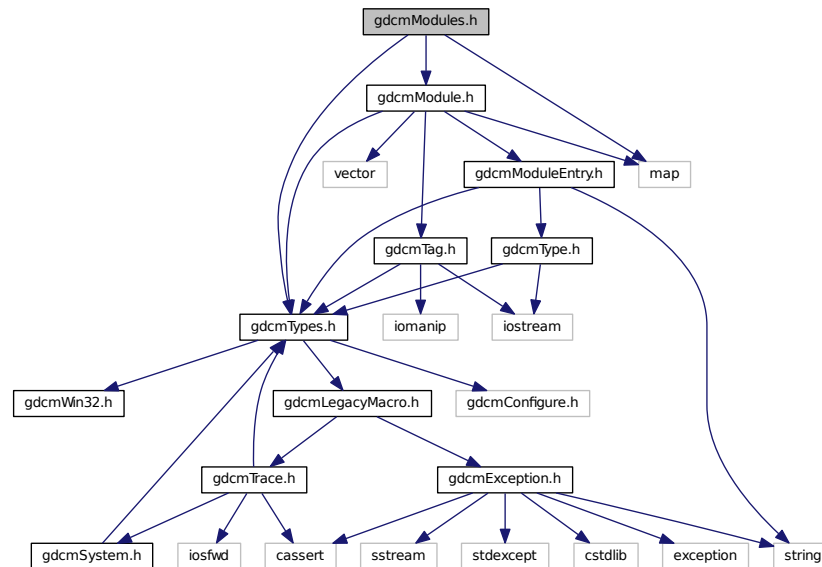 gdcmModules.h
gdcmModule.h
vector
gdcmModuleEntry.h
map
gdcmTag.h
gdcmType.h
gdcmTypes.h
iomanip
iostream
gdcmWin32.h
gdcmLegacyMacro.h
gdcmConfigure.h
gdcmTrace.h
gdcmException.h
gdcmSystem.h
iosfwd
cassert
sstream
stdexcept
cstdlib
exception
string